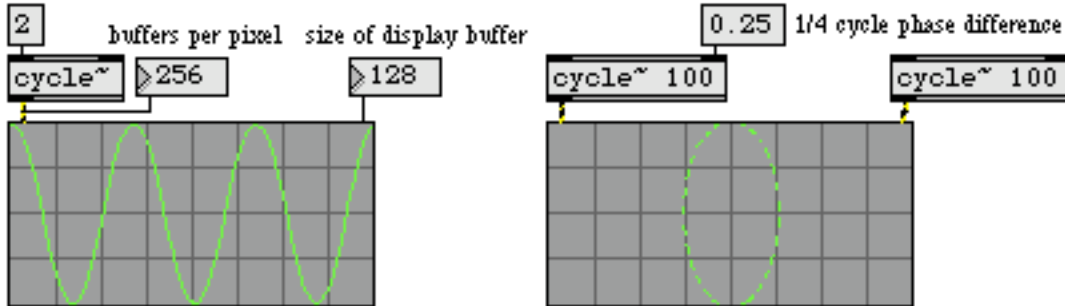 2
buffers per pixel
size of display buffer
0.25
1/4 cycle phase difference
cycle~
256
128
cycle~ 100
cycle~ 100